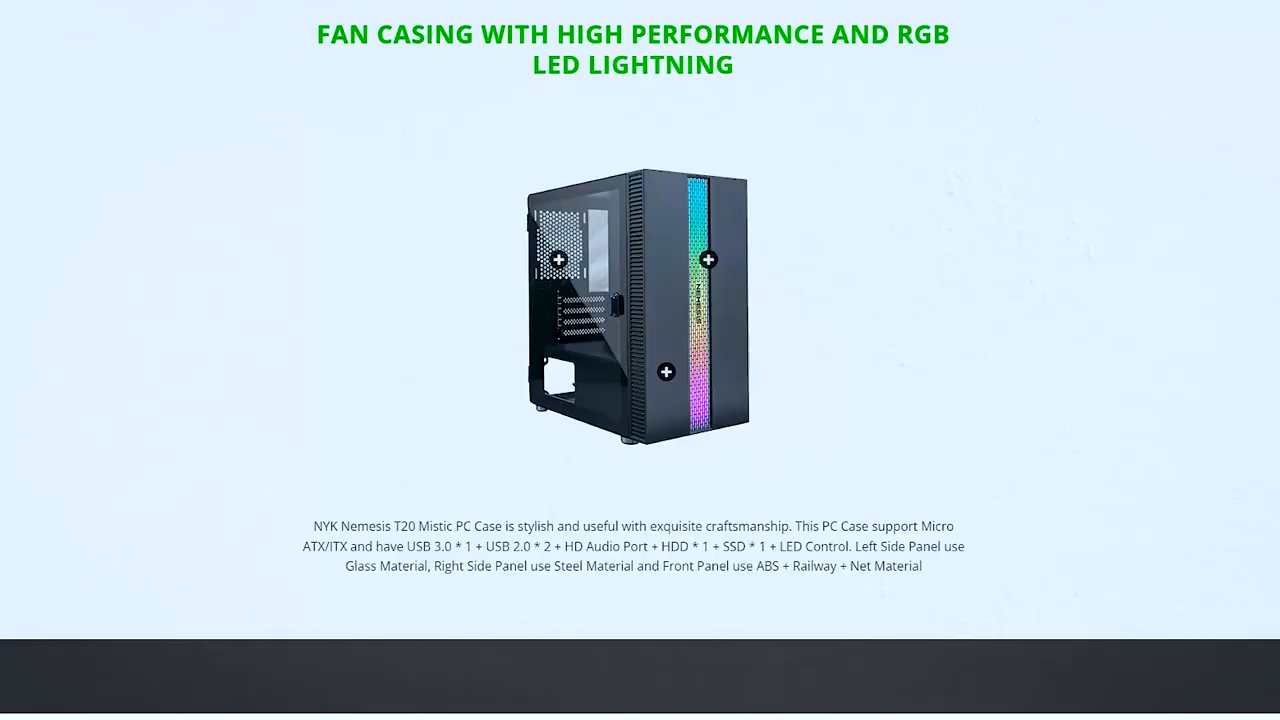 FAN CASING WITH HIGH PERFORMANCE AND RGB
LED LIGHTNING
NEMESIS
NYK Nemesis T20 Mistic PC Case is stylish and useful with exquisite craftsmanship. This PC Case support Micro
ATX/ITX and have USB 3.0 * 1 + USB 2.0 * 2 + HD Audio Port + HDD * 1 + SSD * 1 + LED Control. Left Side Panel use
Glass Material, Right Side Panel use Steel Material and Front Panel use ABS + Railway + Net Material